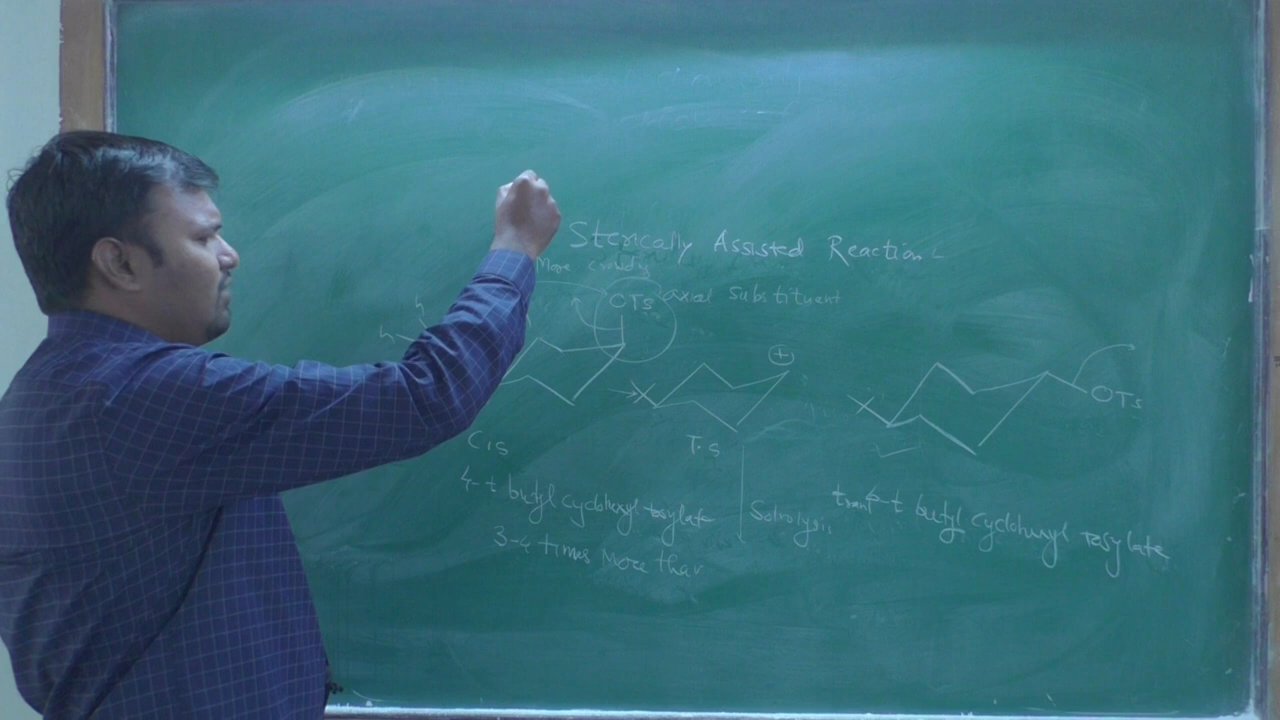 Sterically Assisted Reaction
More crowding
OTs axial substituent
+
OTs
Cis
T.s
4-t butyl cyclohexyl tosylate
Solvolysis
trans 4-t butyl cyclohexyl tosylate
3-4 times more than